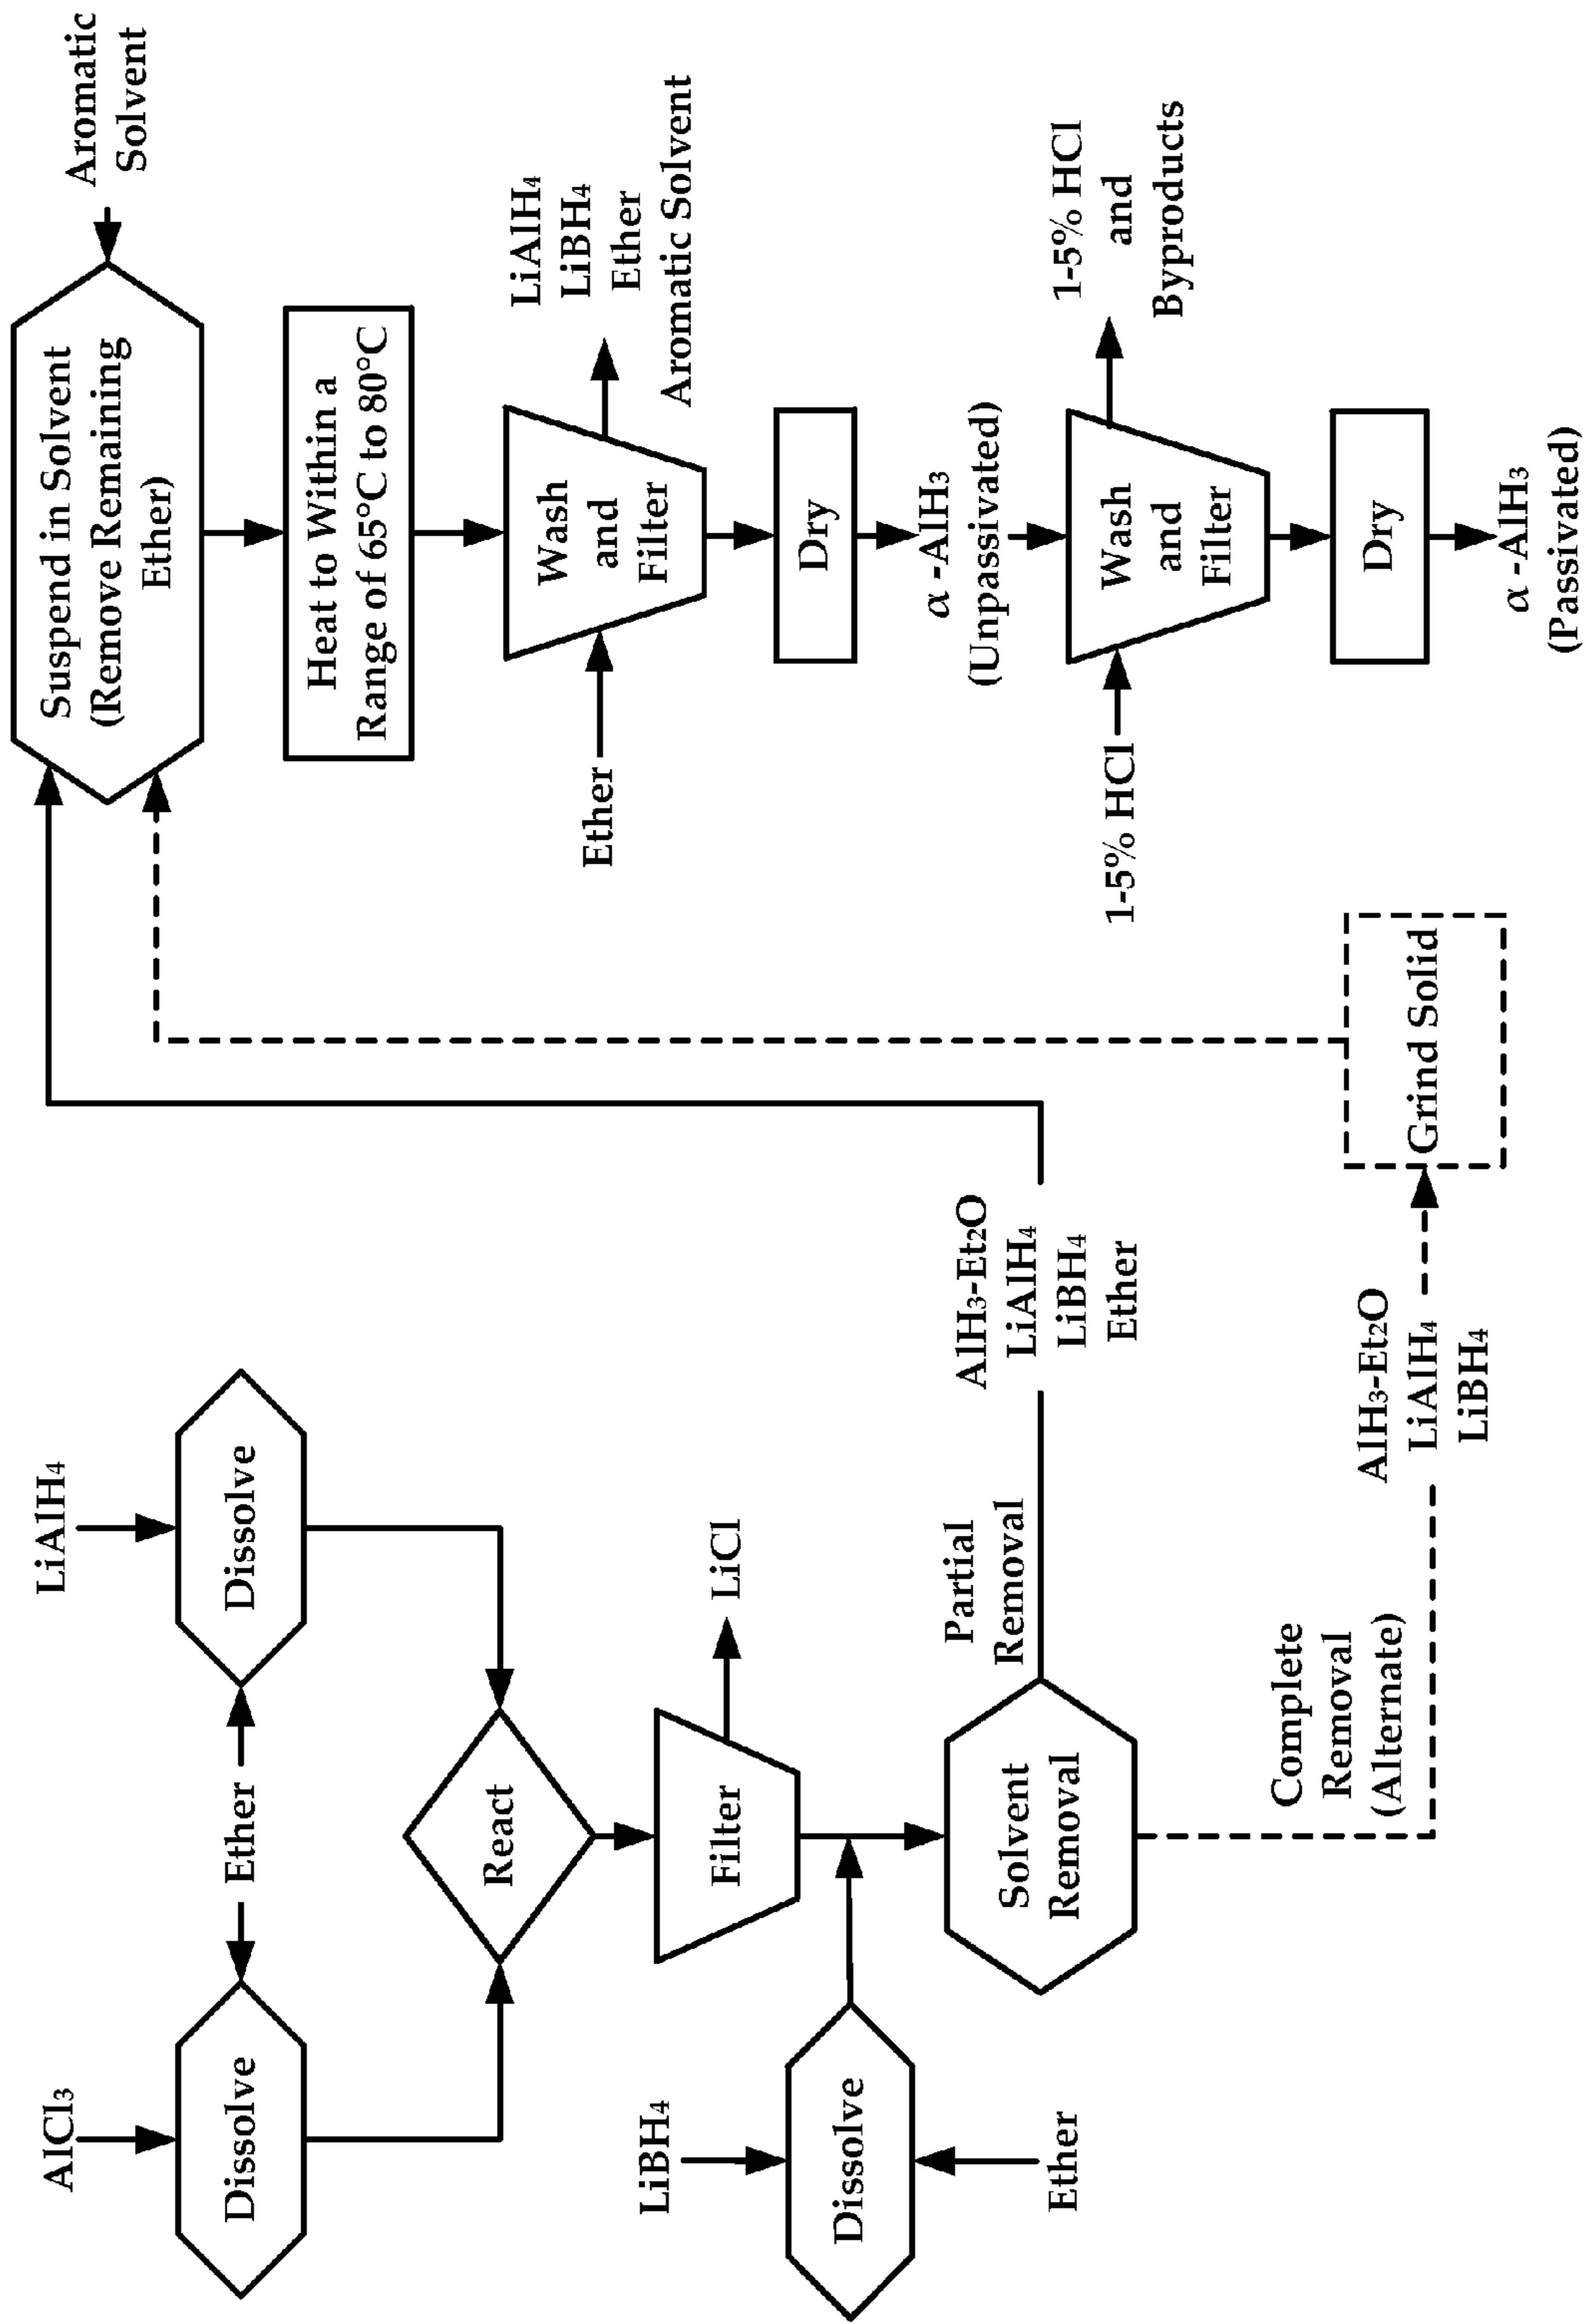 AlCl₃
LiAlH₄
Dissolve
Ether
Dissolve
React
Filter
LiCl
LiBH₄
Dissolve
Ether
Solvent
Removal
Partial
Removal
AlH₃-Et₂O
LiAlH₄
LiBH₄
Ether
Complete
Removal
(Alternate)
AlH₃-Et₂O
LiAlH₄
LiBH₄
Grind Solid
Suspend in Solvent
(Remove Remaining
Ether)
Aromatic
Solvent
Heat to Within a
Range of 65°C to 80°C
Ether
Wash
and
Filter
LiAlH₄
LiBH₄
Ether
Aromatic Solvent
Dry
α -AlH₃
(Unpassivated)
1-5% HCl
Wash
and
Filter
1-5% HCl
and
Byproducts
Dry
α -AlH₃
(Passivated)